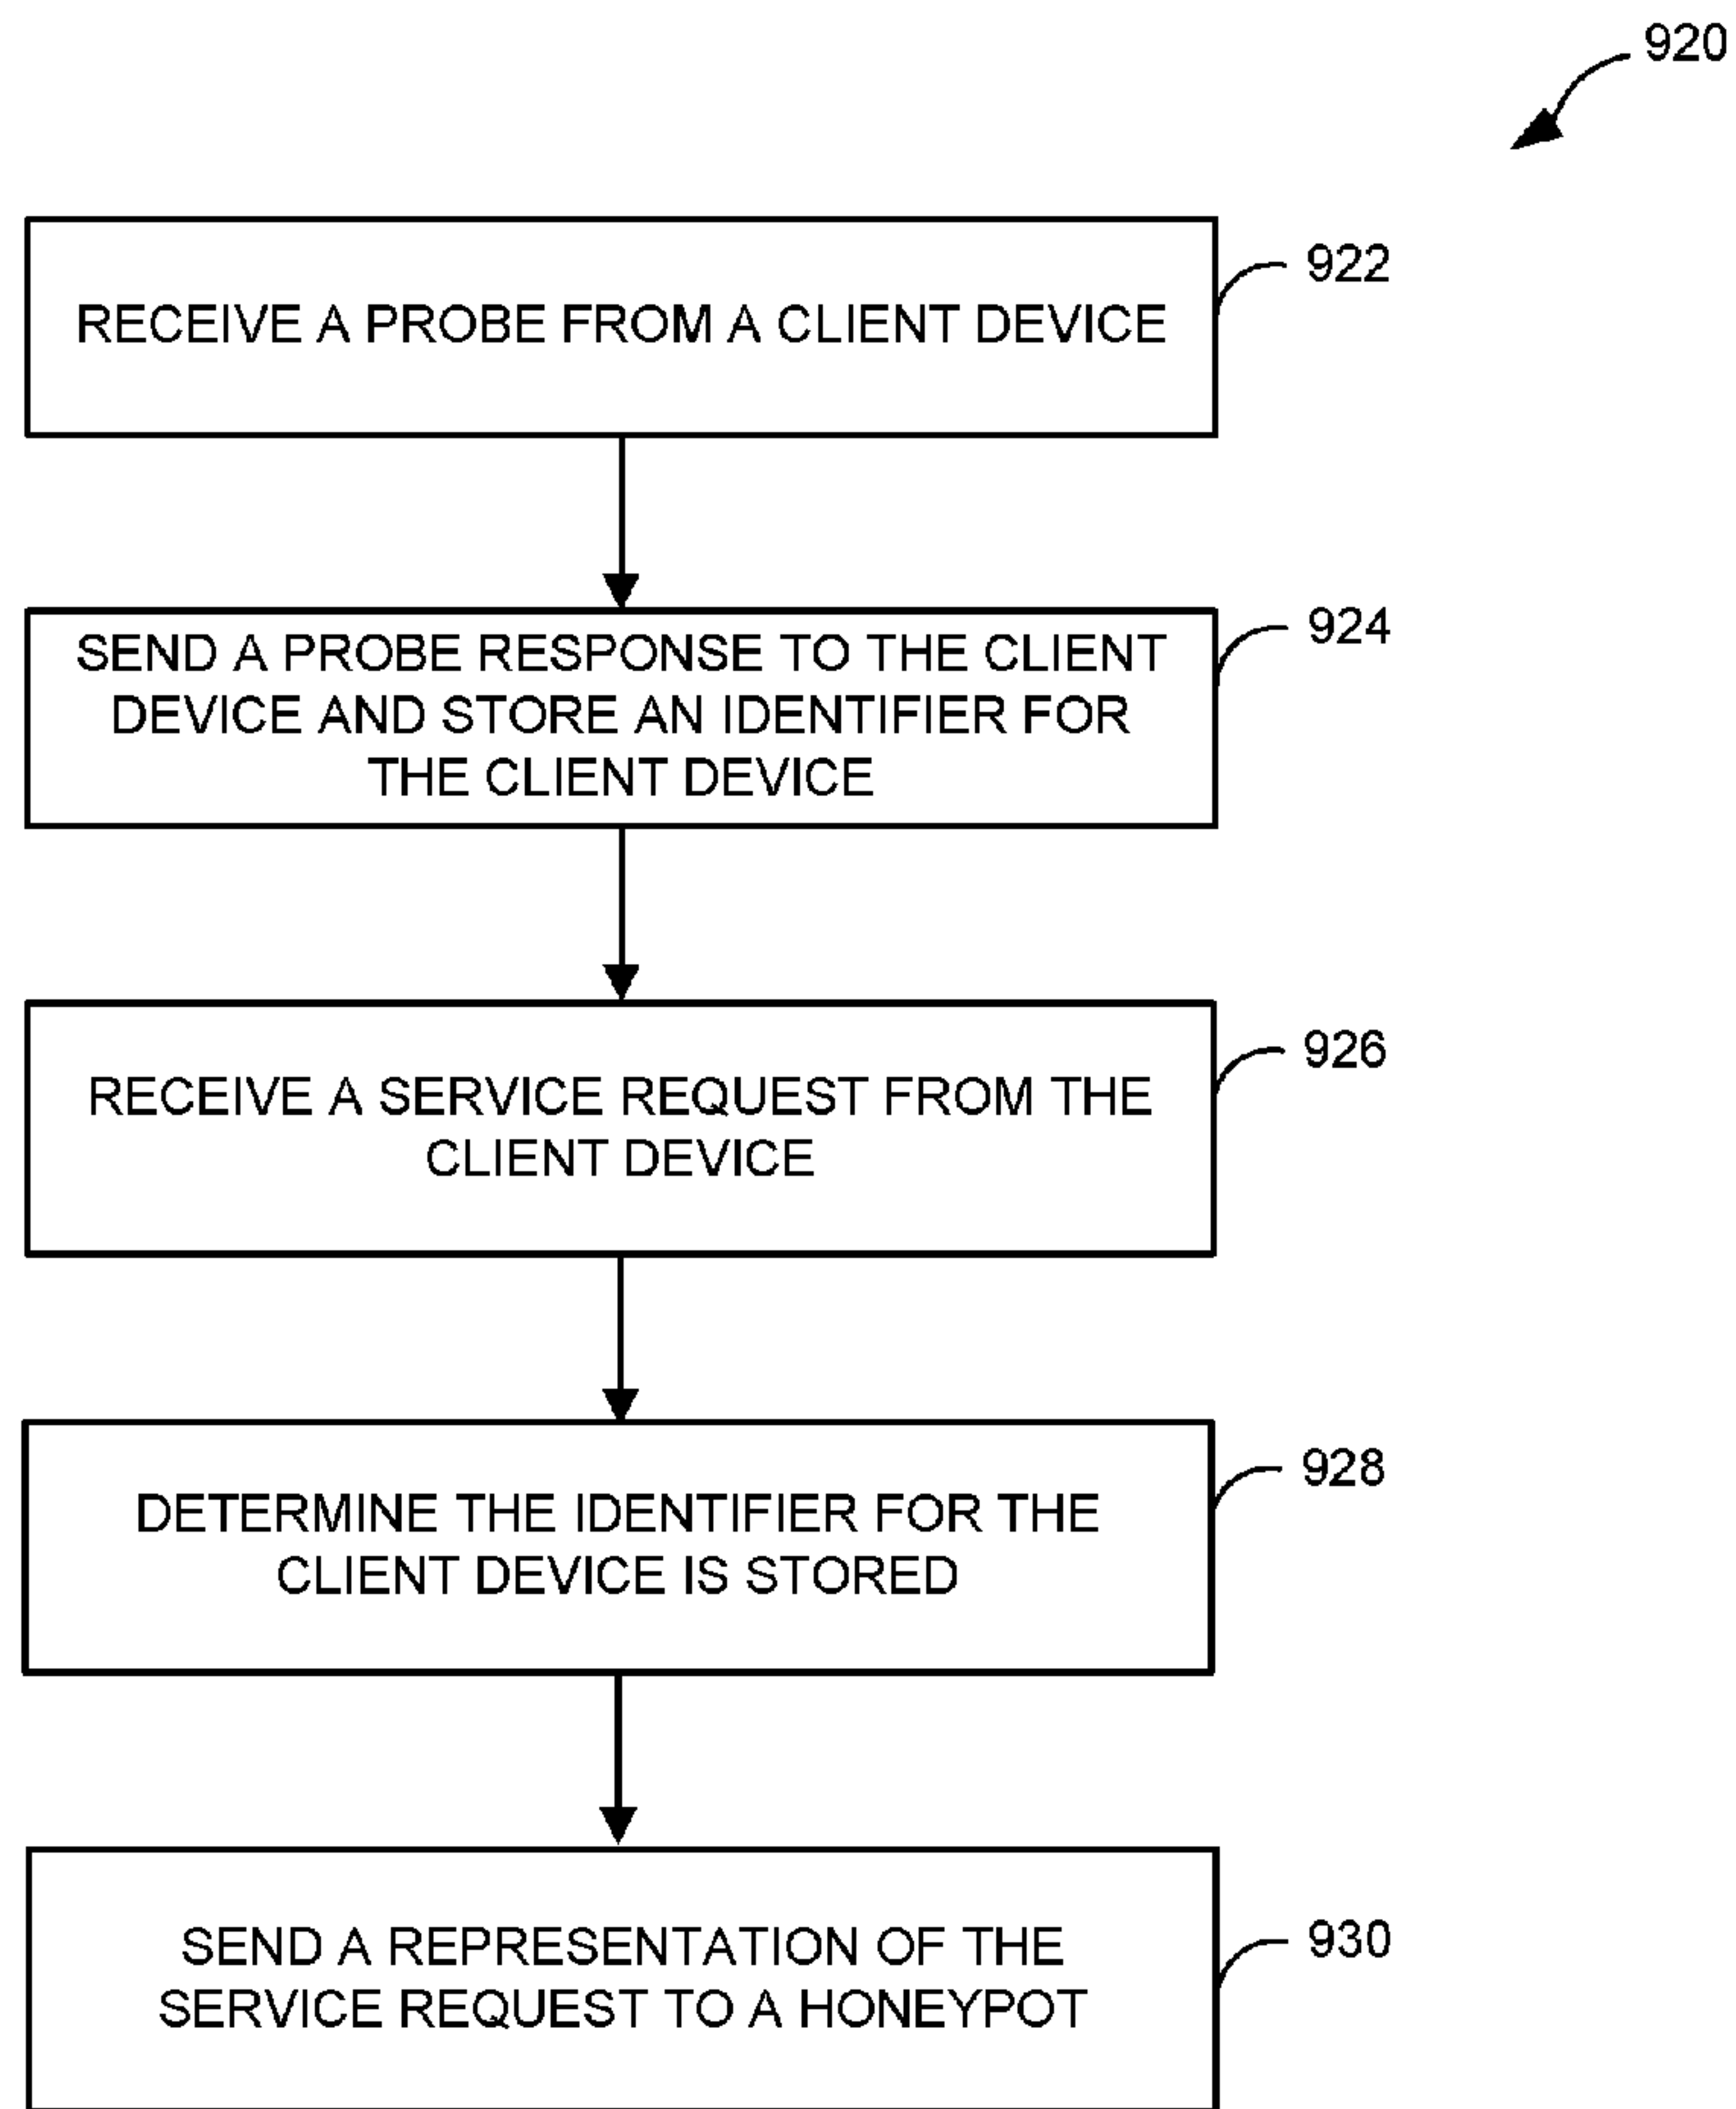 920
922
RECEIVE A PROBE FROM A CLIENT DEVICE
924
SEND A PROBE RESPONSE TO THE CLIENT
DEVICE AND STORE AN IDENTIFIER FOR
THE CLIENT DEVICE
926
RECEIVE A SERVICE REQUEST FROM THE
CLIENT DEVICE
928
DETERMINE THE IDENTIFIER FOR THE
CLIENT DEVICE IS STORED
930
SEND A REPRESENTATION OF THE
SERVICE REQUEST TO A HONEYPOT